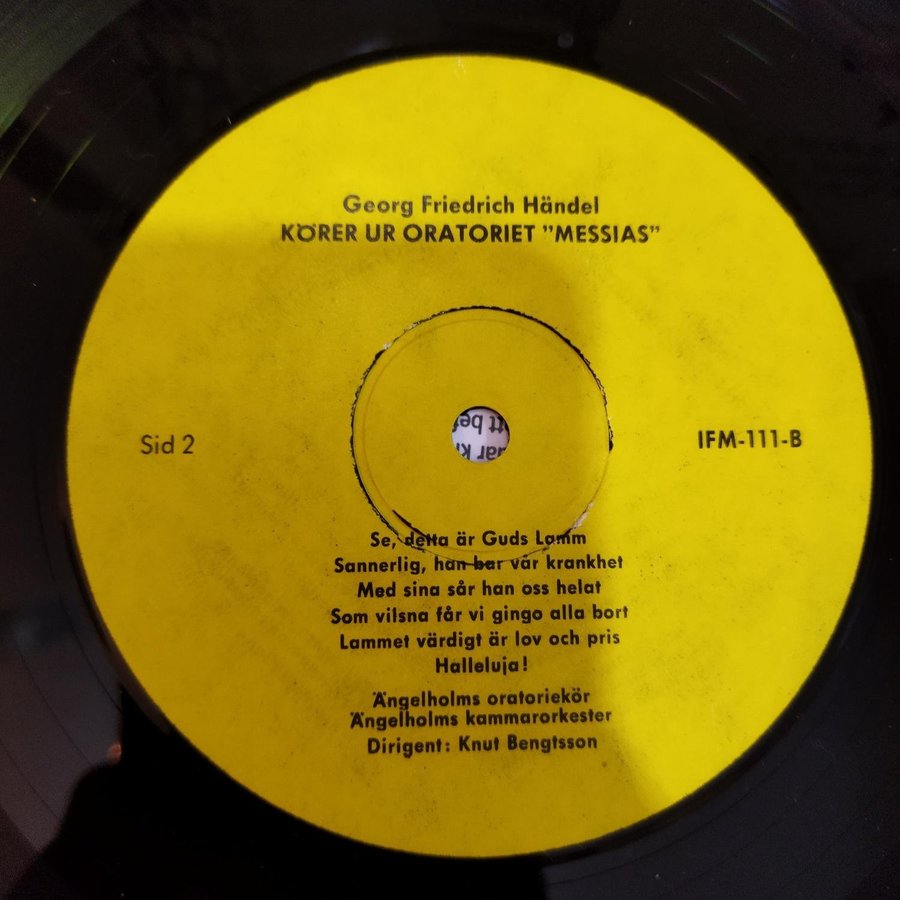 Georg Friedrich Händel
KÖRER UR ORATORIET ”MESSIAS”
Sid 2
IFM-111-B
Se, detta är Guds Lamm
Sannerlig, han bar vår krankhet
Med sina sår han oss helat
Som vilsna får vi gingo alla bort
Lammet värdigt är lov och pris
Halleluja!
Ängelholms oratoriekör
Ängelholms kammarorkester
Dirigent: Knut Bengtsson